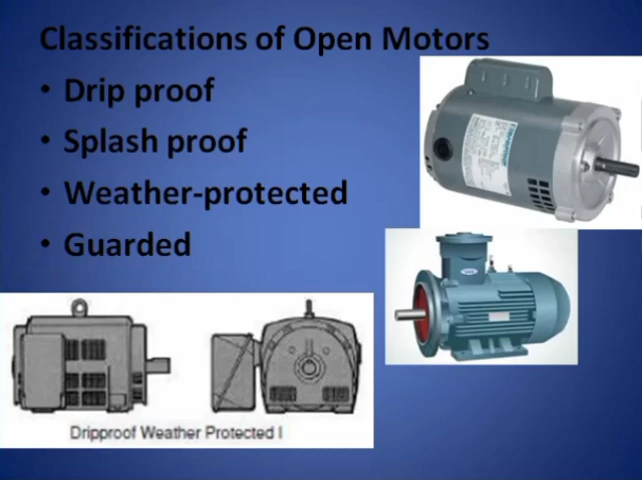 Classifications of Open Motors
• Drip proof
• Splash proof
• Weather-protected
• Guarded
Dripproof Weather Protected I